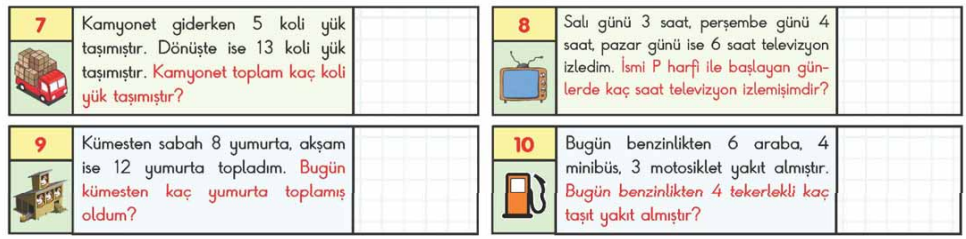 7
Kamyonet giderken 5 koli yük
taşımıştır. Dönüşte ise 13 koli yük
taşımıştır. Kamyonet toplam kaç koli
yük taşımıştır?
8
Salı günü 3 saat, perşembe günü 4
saat, pazar günü ise 6 saat televizyon
izledim. İsmi P harfi ile başlayan gün-
lerde kaç saat televizyon izlemişimdir?
9
Kümesten sabah 8 yumurta, akşam
ise 12 yumurta topladım. Bugün
kümesten kaç yumurta toplamış
oldum?
10
Bugün benzinlikten 6 araba, 4
minibüs, 3 motosiklet yakıt almıştır.
Bugün benzinlikten 4 tekerlekli kaç
taşıt yakıt almıştır?